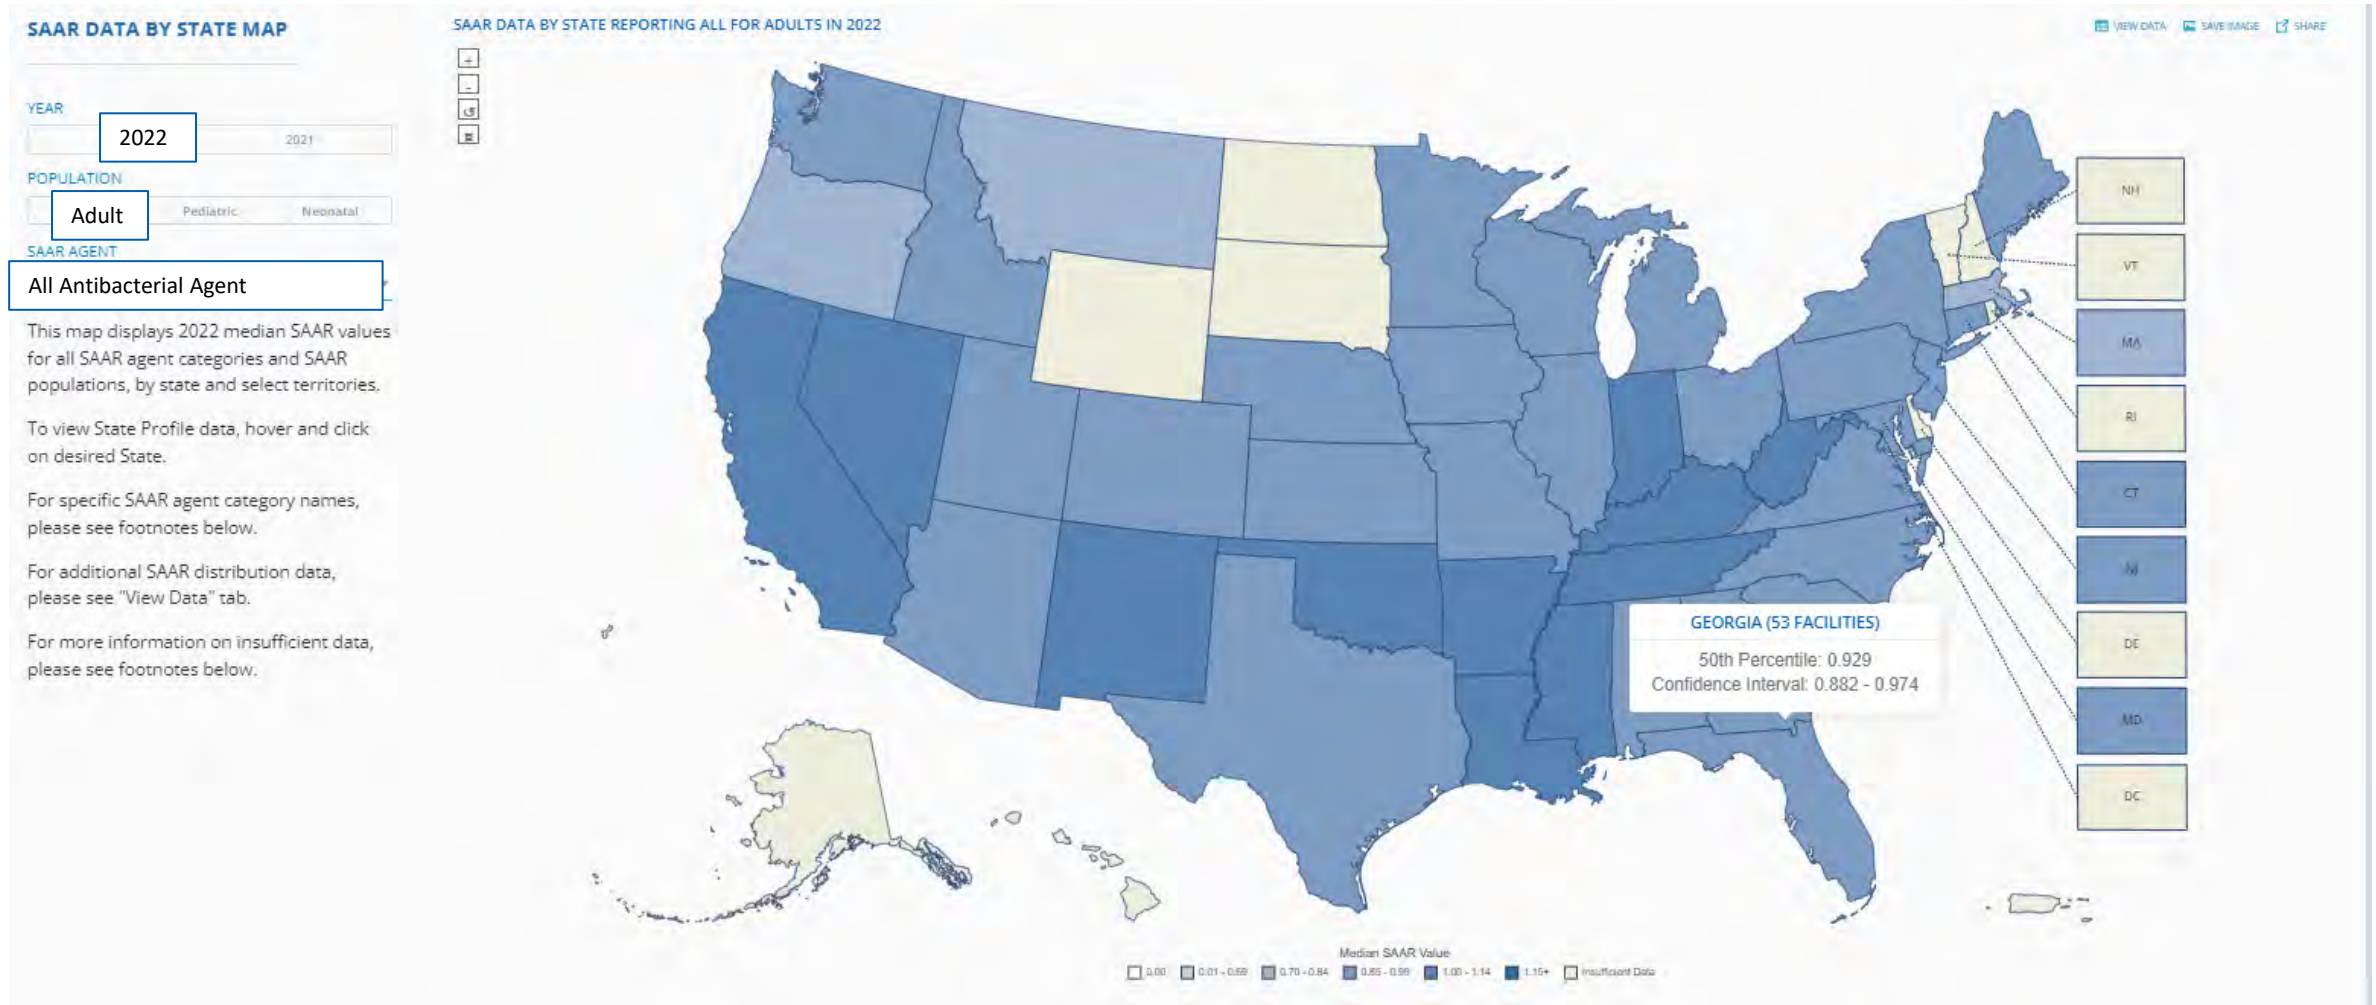 SAAR DATA BY STATE MAP
YEAR
2022
2021
POPULATION
Adult
Pediatric
Neonatal
SAAR AGENT
All Antibacterial Agent
This map displays 2022 median SAAR values
for all SAAR agent categories and SAAR
populations, by state and select territories.
To view State Profile data, hover and click
on desired State.
For specific SAAR agent category names,
please see footnotes below.
For additional SAAR distribution data,
please see "View Data" tab.
For more information on insufficient data,
please see footnotes below.
SAAR DATA BY STATE REPORTING ALL FOR ADULTS IN 2022
VIEW DATA
SAVE IMAGE
SHARE
+
-
NH
VT
MA
RI
CT
NJ
DE
MD
DC
GEORGIA (53 FACILITIES)
50th Percentile: 0.929
Confidence Interval: 0.882 - 0.974
Median SAAR Value
0.00
0.01 - 0.69
0.70 - 0.84
0.85 - 0.99
1.00 - 1.14
1.15+
Insufficient Data